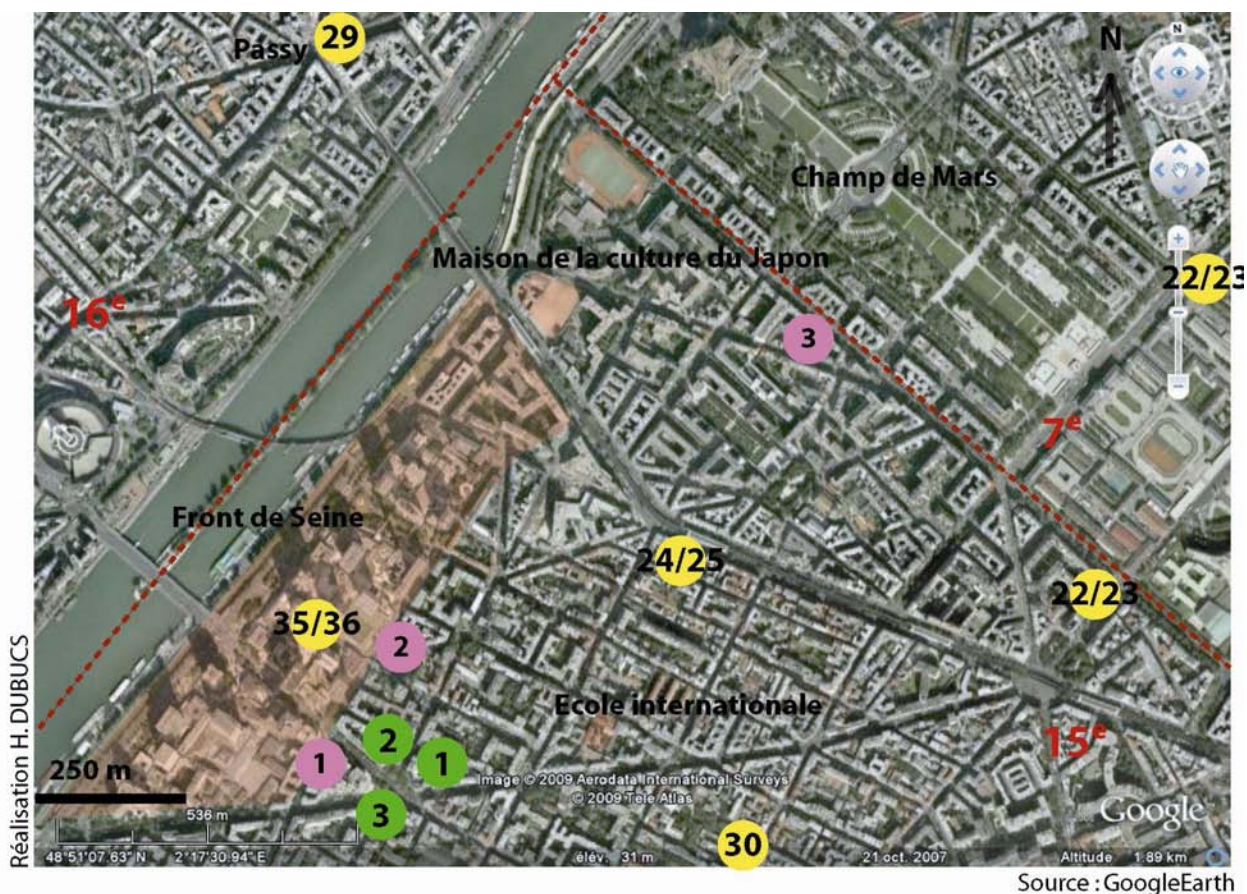 Passy 29
N
N
Champ de Mars
Maison de la culture du Japon
22/23
16e
3
7e
Front de Seine
24/25
22/23
35/36
2
Ecole internationale
15e
2
1
1
250 m
Image © 2009 Aerodata International Surveys
© 2009 Tele Atlas
3
Google
536 m
30
48°51'07.63" N 2°17'30.94" E élév. 31 m 21 oct. 2007 Altitude 1.89 km
Réalisation H. DUBUCS
Source : GoogleEarth